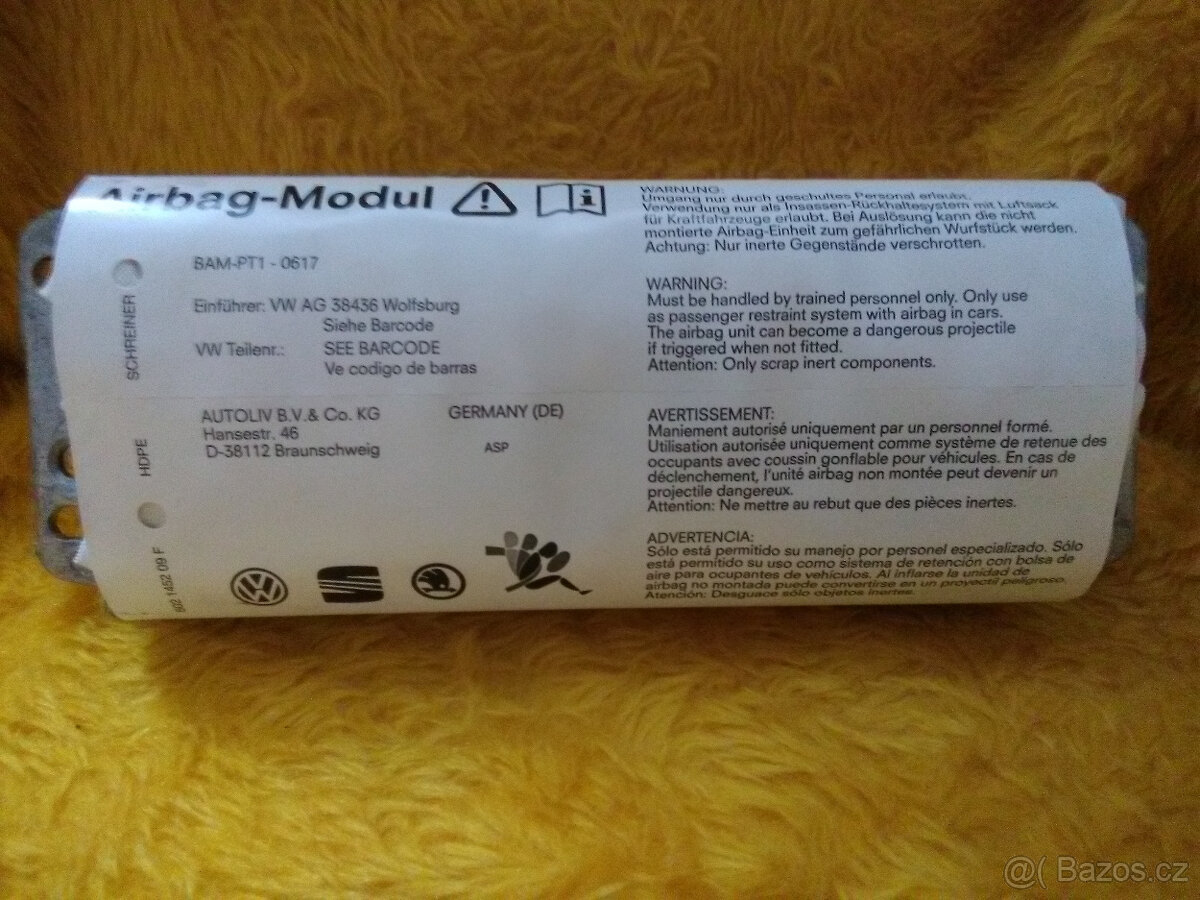 Airbag-Modul
BAM-PT1 - 0617
Einführer: VW AG 38436 Wolfsburg
Siehe Barcode
VW Teilenr.: SEE BARCODE
Ve codigo de barras
SCHREINER
HDPE
AUTOLIV B.V.& Co. KG GERMANY (DE)
Hansestr. 46
D-38112 Braunschweig ASP
1452 09 F
WARNUNG:
Umgang nur durch geschultes Personal erlaubt.
Verwendung nur als Insassen-Rückhaltesystem mit Luftsack
für Kraftfahrzeuge erlaubt. Bei Auslösung kann die nicht
montierte Airbag-Einheit zum gefährlichen Wurfstück werden.
Achtung: Nur inerte Gegenstände verschrotten.
WARNING:
Must be handled by trained personnel only. Only use
as passenger restraint system with airbag in cars.
The airbag unit can become a dangerous projectile
if triggered when not fitted.
Attention: Only scrap inert components.
AVERTISSEMENT:
Maniement autorisé uniquement par un personnel formé.
Utilisation autorisée uniquement comme système de retenue des
occupants avec coussin gonflable pour véhicules. En cas de
déclenchement, l'unité airbag non montée peut devenir un
projectile dangereux.
Attention: Ne mettre au rebut que des pièces inertes.
ADVERTENCIA:
Sólo está permitido su manejo por personel especializado. Sólo
está permitido su uso como sistema de retención con bolsa de
aire para ocupantes de vehículos. Al inflarse la unidad de
airbag no montada puede convertirse en un proyectil peligroso.
Atención: Desguace sólo objetos inertes.
@( Bazos.cz